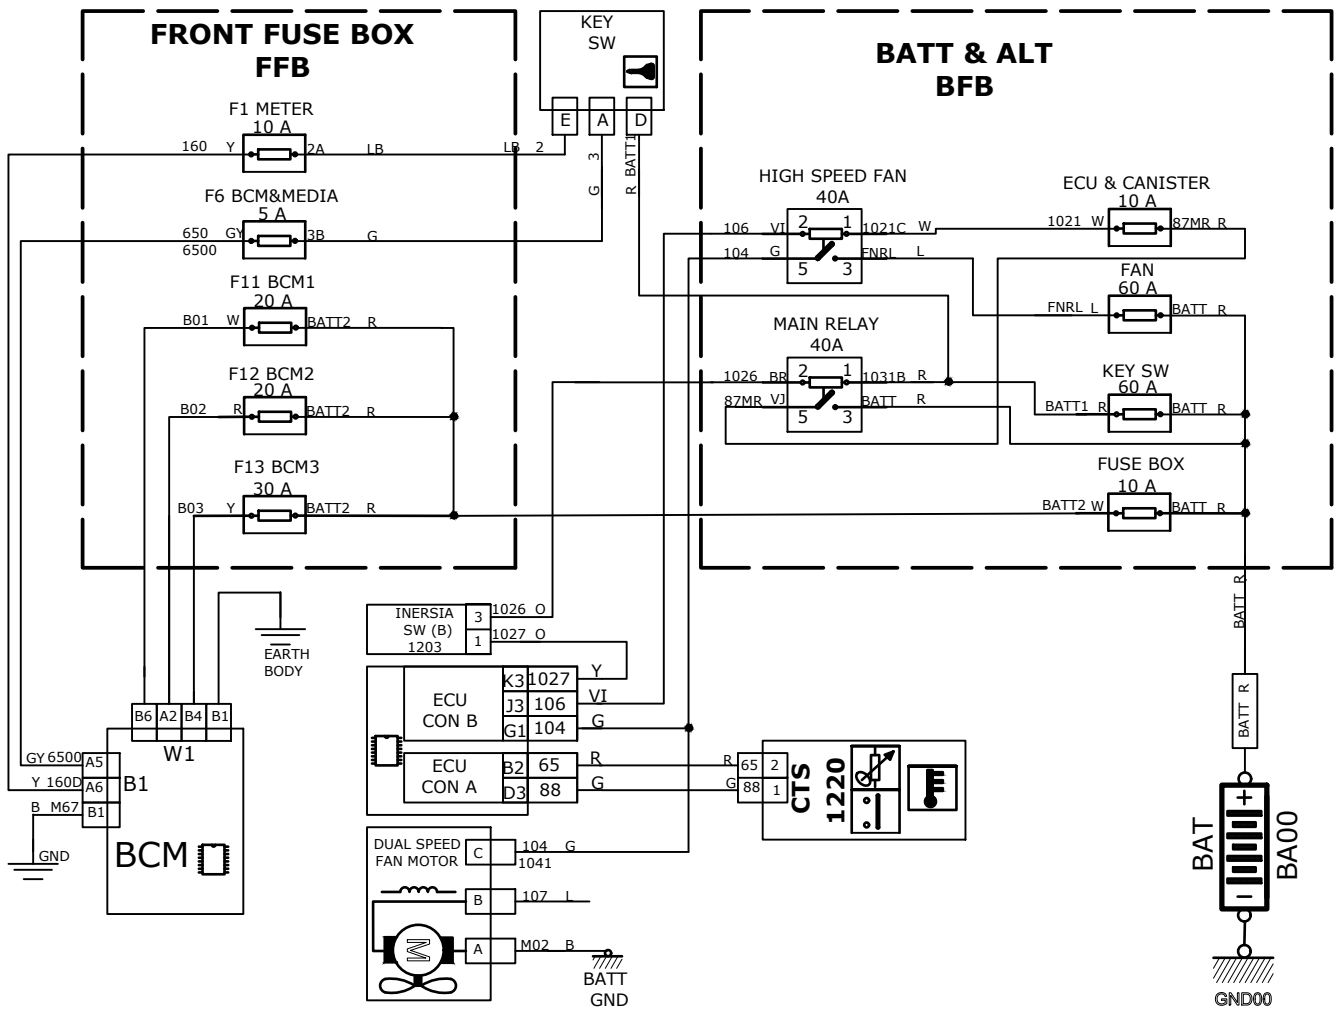 FRONT FUSE BOX
FFB
F1 METER
10 A
160 Y
2A LB
LB 2
F6 BCM&MEDIA
5 A
650 GY
6500
3B G
F11 BCM1
20 A
B01 W
BATT2 R
F12 BCM2
20 A
B02 R
BATT2 R
F13 BCM3
30 A
B03 Y
BATT2 R
KEY
SW
E A D
G 3
R BATT1
BATT & ALT
BFB
HIGH SPEED FAN
40A
106 VI
2 1
1021C W
104 G
5 3
FNRL L
MAIN RELAY
40A
1026 BR
2 1
1031B R
87MR VJ
5 3
BATT R
ECU & CANISTER
10 A
1021 W
87MR R
FAN
60 A
FNRL L
BATT R
KEY SW
60 A
BATT1 R
BATT R
FUSE BOX
10 A
BATT2 W
BATT R
BATT R
BATT R
+
−
BAT
BA00
GND00
EARTH
BODY
B6 A2 B4 B1
W1
GY 6500 A5
Y 160D A6
B M67 B1
B1
GND
BCM
INERSIA
SW (B)
1203
3 1026 O
1 1027 O
ECU
CON B
K3 1027 Y
J3 106 VI
G1 104 G
ECU
CON A
B2 65 R
D3 88 G
R 65 2
G 88 1
CTS
1220
DUAL SPEED
FAN MOTOR
C 104 G
1041
B 107 L
A M02 B
M
BATT
GND